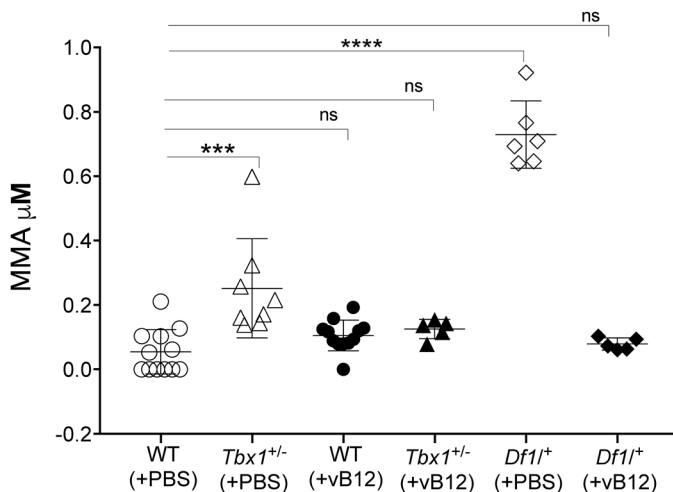 ns
****
ns
ns
***
MMA μM
1.0
0.8
0.6
0.4
0.2
0.0
-0.2
WT (+PBS)
Tbx1+/- (+PBS)
WT (+vB12)
Tbx1+/- (+vB12)
Df1/+ (+PBS)
Df1/+ (+vB12)